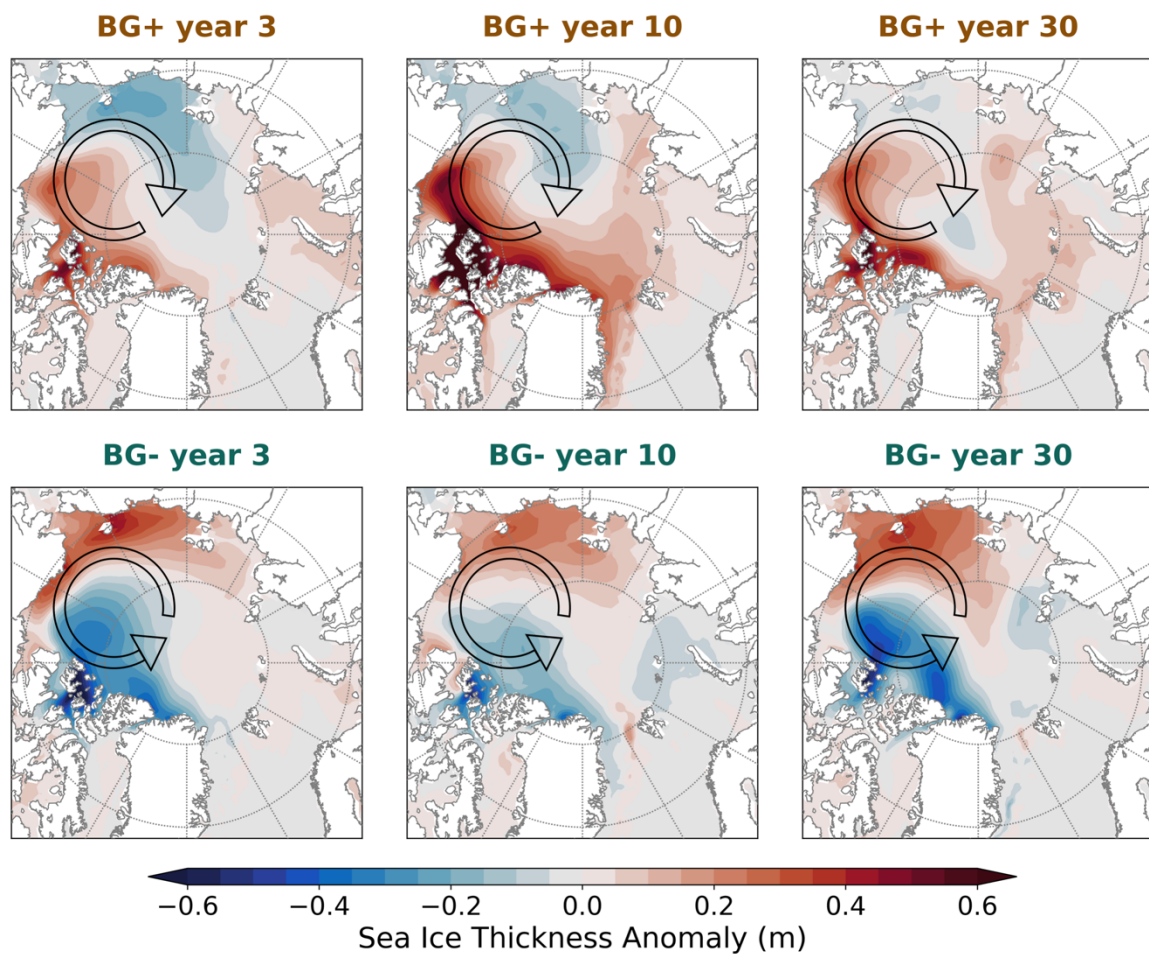 BG+ year 3 BG+ year 10 BG+ year 30
BG- year 3 BG- year 10 BG- year 30
−0.6 −0.4 −0.2 0.0 0.2 0.4 0.6
Sea Ice Thickness Anomaly (m)